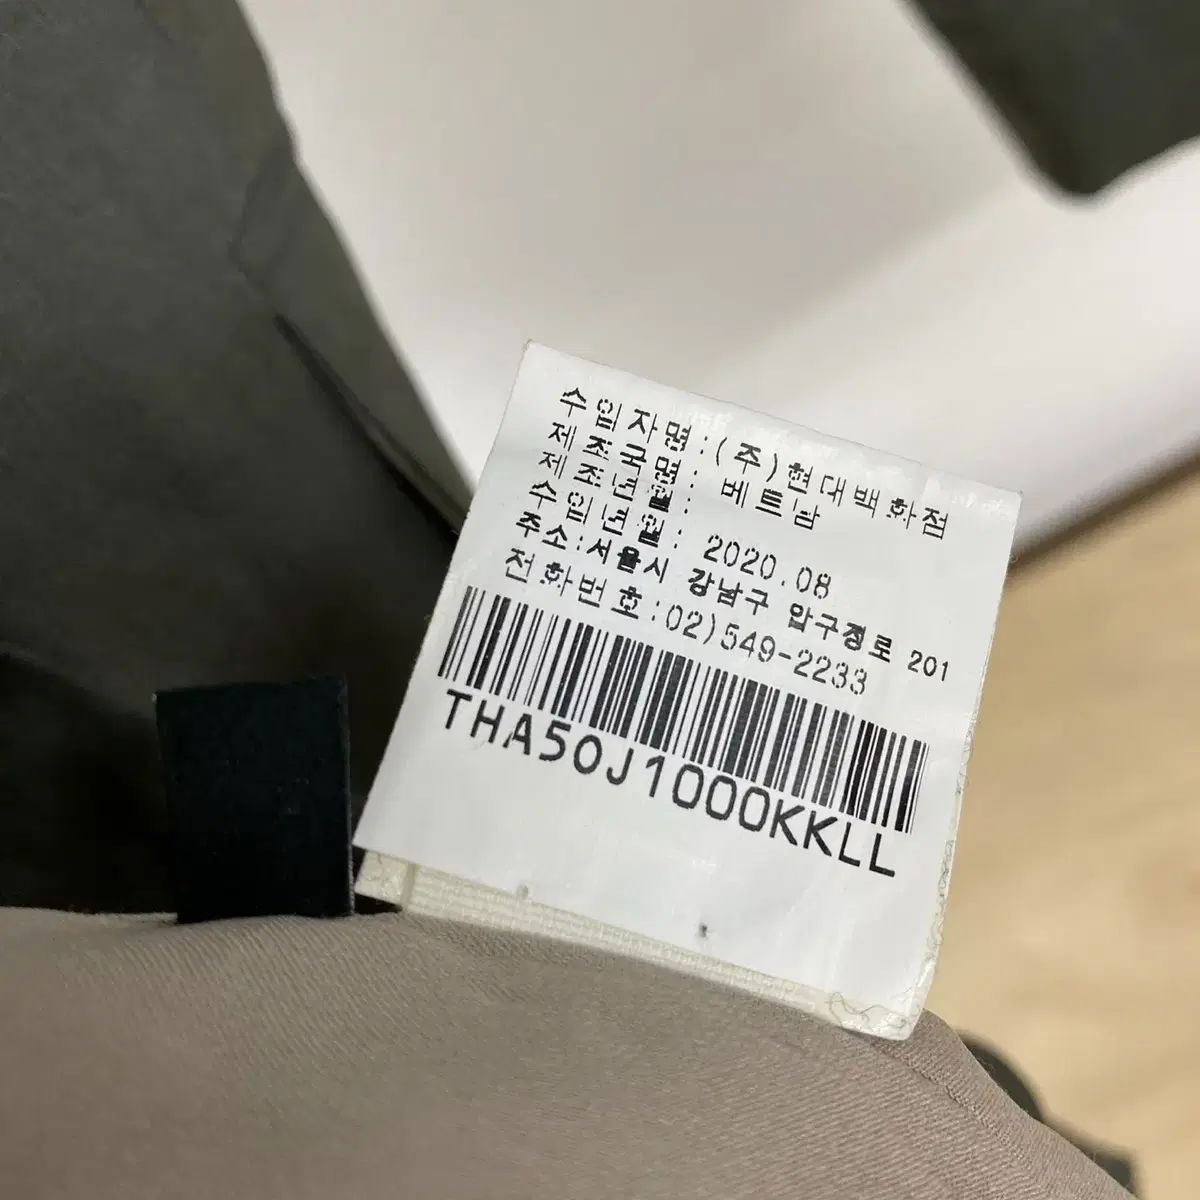 수입자명:(주)현대백화점
제조국명: 베트남
제조년월:
수입년월: 2020.08
주소:서울시 강남구 압구정로 201
전화번호:02)549-2233
THA50J1000KKLL